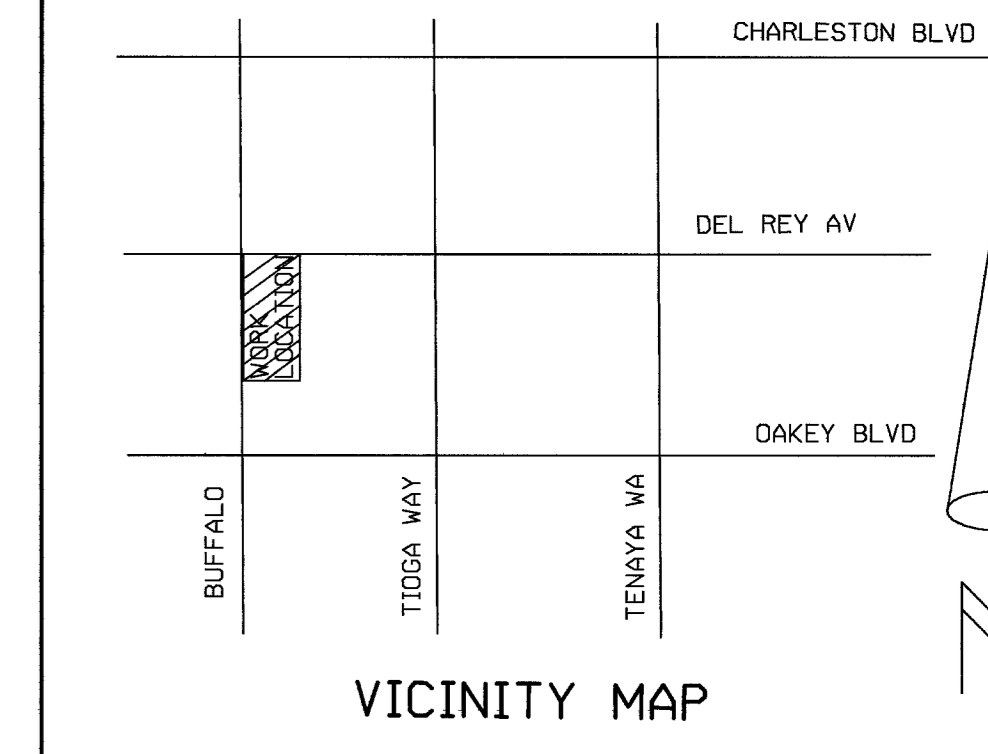 CHARLESTON BLVD
DEL REY AV
WORK
LOCATION
OAKEY BLVD
BUFFALO
TIOGA WAY
TENAYA WA
VICINITY MAP